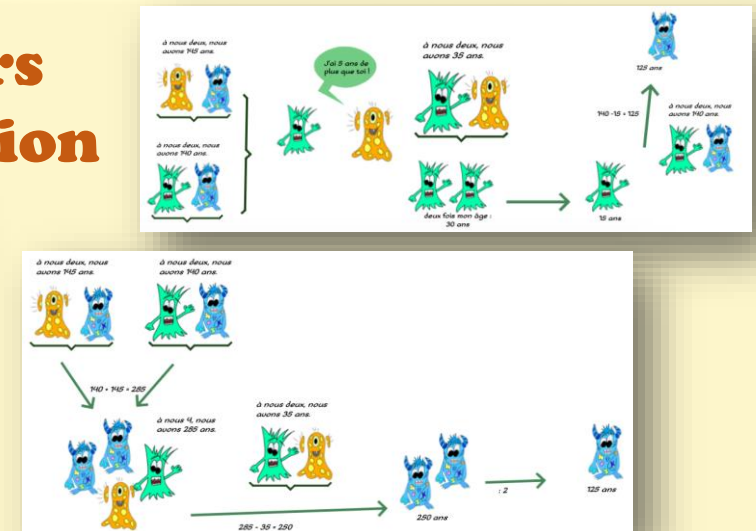 rs
ion
à nous deux, nous
avons 145 ans.
à nous deux, nous
avons 140 ans.
J'ai 5 ans de
plus que toi !
à nous deux, nous
avons 35 ans.
deux fois mon âge :
30 ans
125 ans
140 - 15 = 125
à nous deux, nous
avons 140 ans.
15 ans
à nous deux, nous
avons 145 ans.
à nous deux, nous
avons 140 ans.
140 + 145 = 285
à nous 4, nous
avons 285 ans.
à nous deux, nous
avons 35 ans.
285 - 35 = 250
250 ans
: 2
125 ans